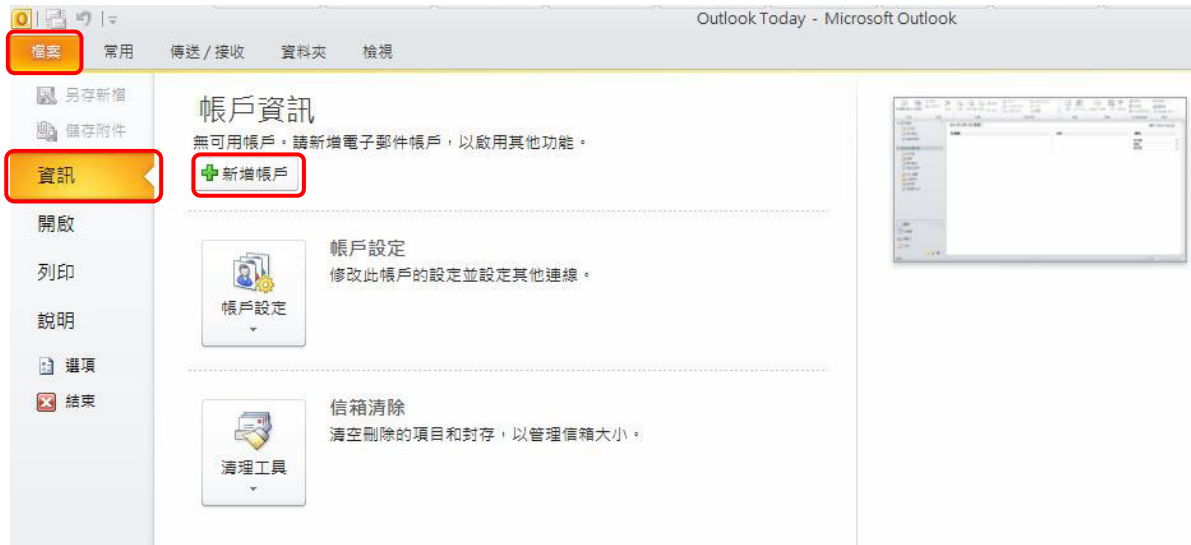 Outlook Today - Microsoft Outlook
檔案 常用 傳送 / 接收 資料夾 檢視
另存新檔
儲存附件
資訊
開啟
列印
說明
選項
結束
帳戶資訊
無可用帳戶。請新增電子郵件帳戶，以啟用其他功能。
新增帳戶
帳戶設定
帳戶設定
修改此帳戶的設定並設定其他連線。
清理工具
信箱清除
清空刪除的項目和封存，以管理信箱大小。